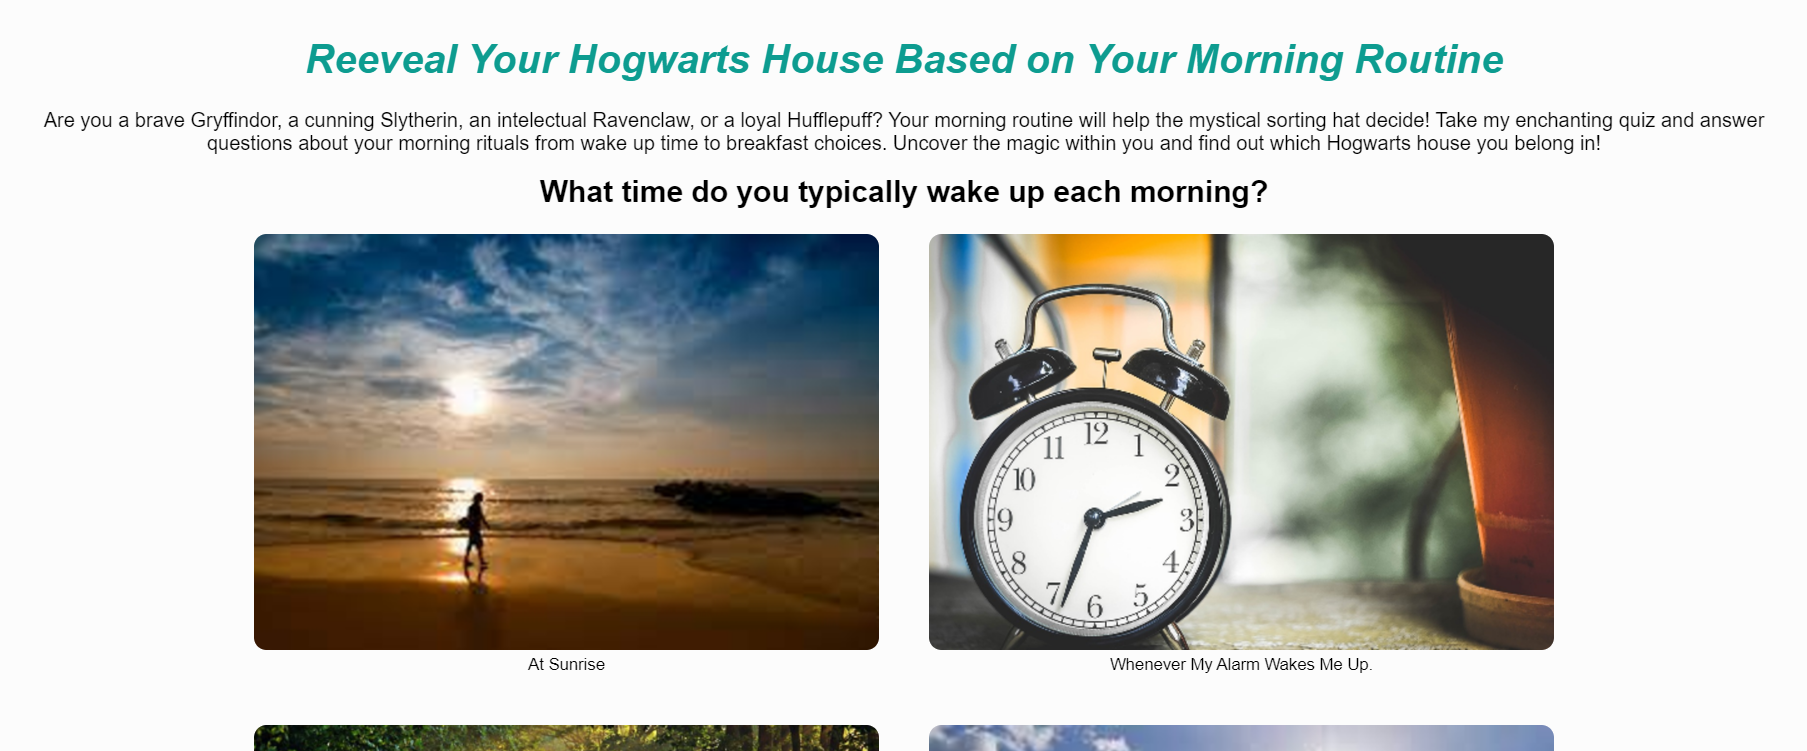 Reeveal Your Hogwarts House Based on Your Morning Routine
Are you a brave Gryffindor, a cunning Slytherin, an intelectual Ravenclaw, or a loyal Hufflepuff? Your morning routine will help the mystical sorting hat decide! Take my enchanting quiz and answer
questions about your morning rituals from wake up time to breakfast choices. Uncover the magic within you and find out which Hogwarts house you belong in!
What time do you typically wake up each morning?
12
11 1
10 2
9 3
8 4
7 5
6
At Sunrise
Whenever My Alarm Wakes Me Up.